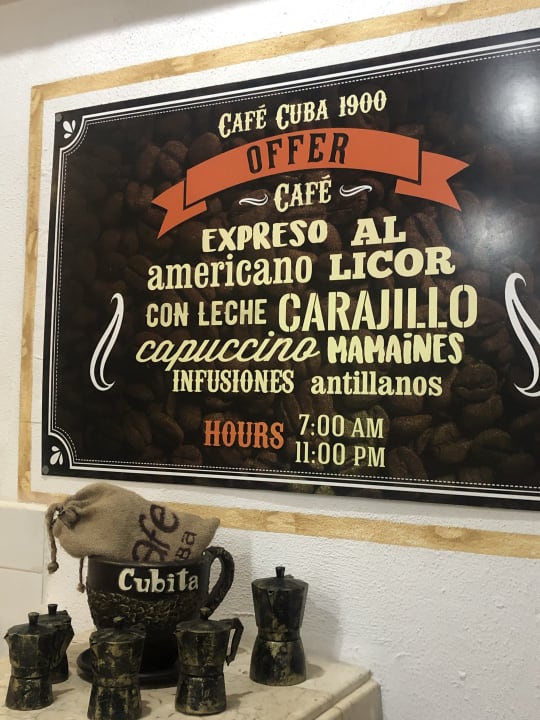 CAFÉ CUBA 1900
OFFER
CAFÉ
EXPRESO AL
americano LICOR
CON LECHE CARAJILLO
capuccino MAMAiNES
INFUSIONES antillanos
HOURS 7:00 AM
11:00 PM
Cubita